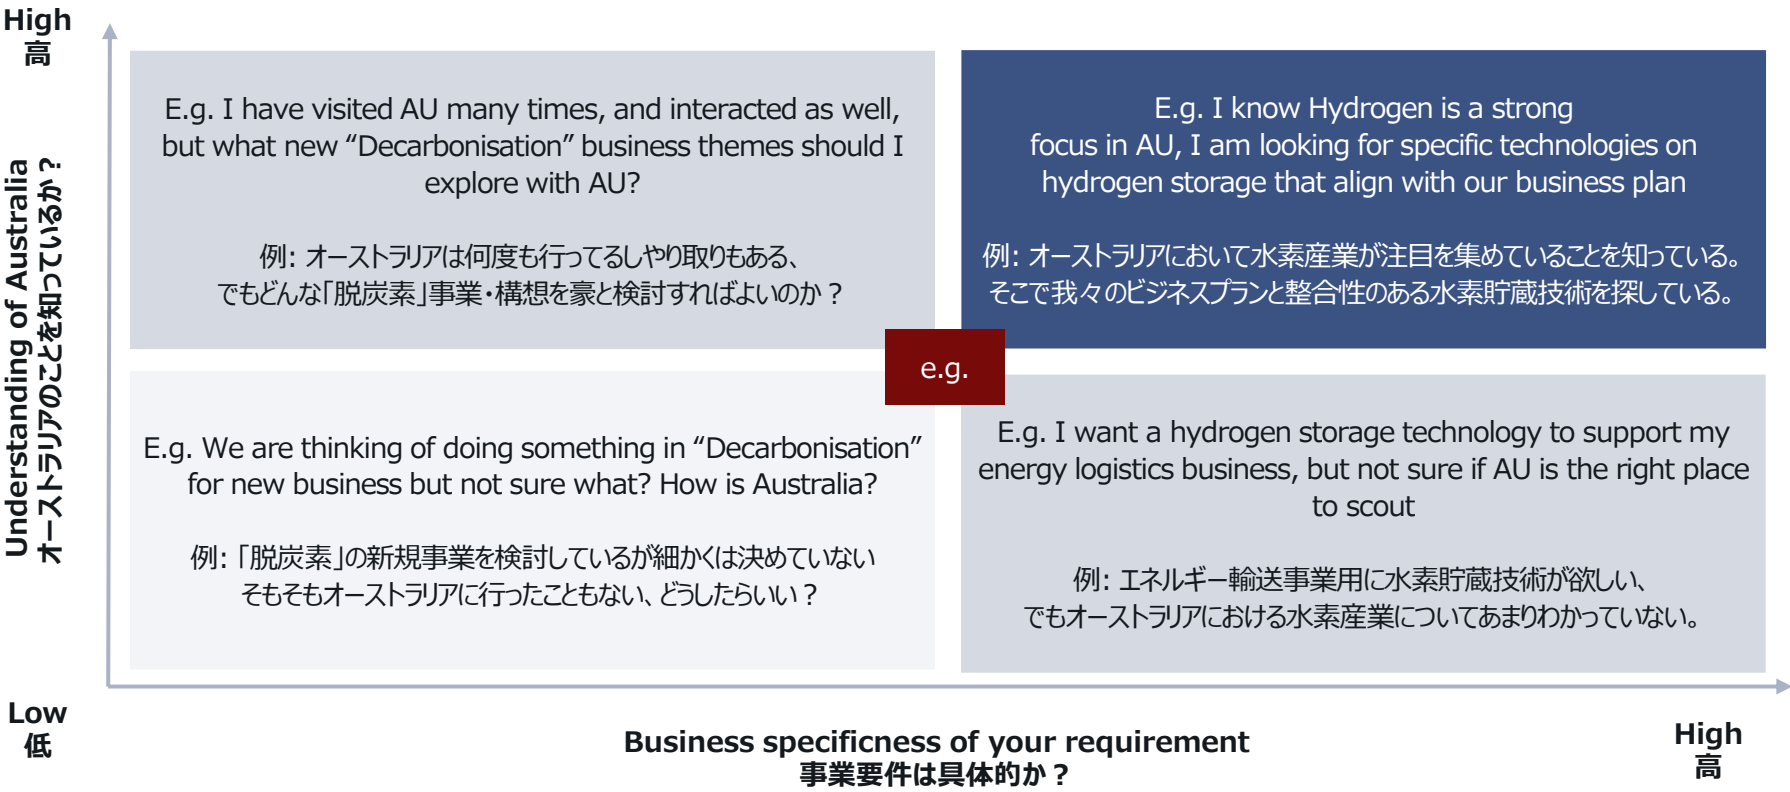 High
高
Understanding of Australia
オーストラリアのことを知っているか?
E.g. I have visited AU many times, and interacted as well,
but what new “Decarbonisation” business themes should I
explore with AU?
例: オーストラリアは何度も行ってるしやり取りもある、
でもどんな「脱炭素」事業・構想を豪と検討すればよいのか?
E.g. I know Hydrogen is a strong
focus in AU, I am looking for specific technologies on
hydrogen storage that align with our business plan
例: オーストラリアにおいて水素産業が注目を集めていることを知っている。
そこで我々のビジネスプランと整合性のある水素貯蔵技術を探している。
e.g.
E.g. We are thinking of doing something in “Decarbonisation”
for new business but not sure what? How is Australia?
例: 「脱炭素」の新規事業を検討しているが細かくは決めていない
そもそもオーストラリアに行ったこともない、どうしたらいい?
E.g. I want a hydrogen storage technology to support my
energy logistics business, but not sure if AU is the right place
to scout
例: エネルギー輸送事業用に水素貯蔵技術が欲しい、
でもオーストラリアにおける水素産業についてあまりわかっていない。
Low
低
Business specificness of your requirement
事業要件は具体的か?
High
高